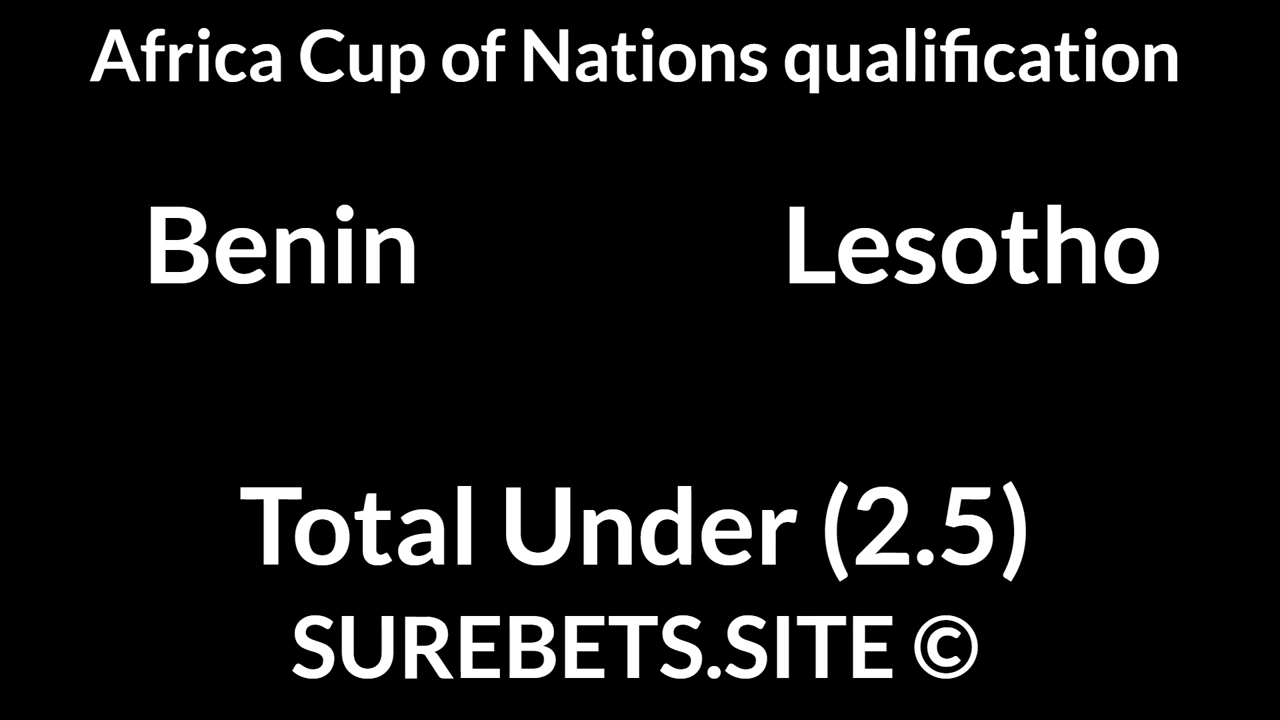 Africa Cup of Nations qualification
Benin Lesotho
Total Under (2.5)
SUREBETS.SITE ©